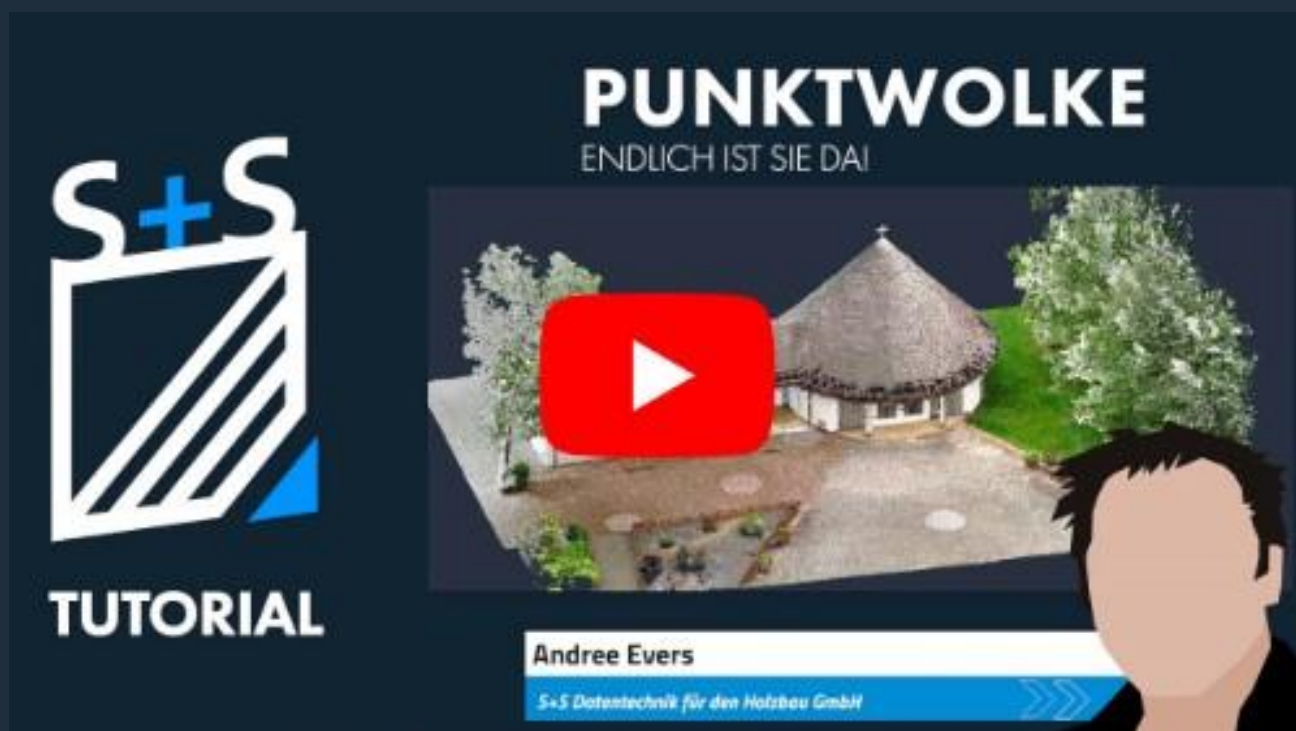 PUNKTWOLKE
ENDLICH IST SIE DA!
S+S
TUTORIAL
Andree Evers
S+S Datentechnik für den Holzbau GmbH